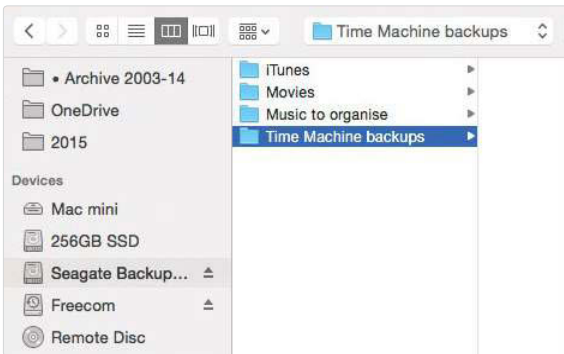 Time Machine backups
• Archive 2003-14
OneDrive
2015
Devices
Mac mini
256GB SSD
Seagate Backup...
Freecom
Remote Disc
iTunes
Movies
Music to organise
Time Machine backups